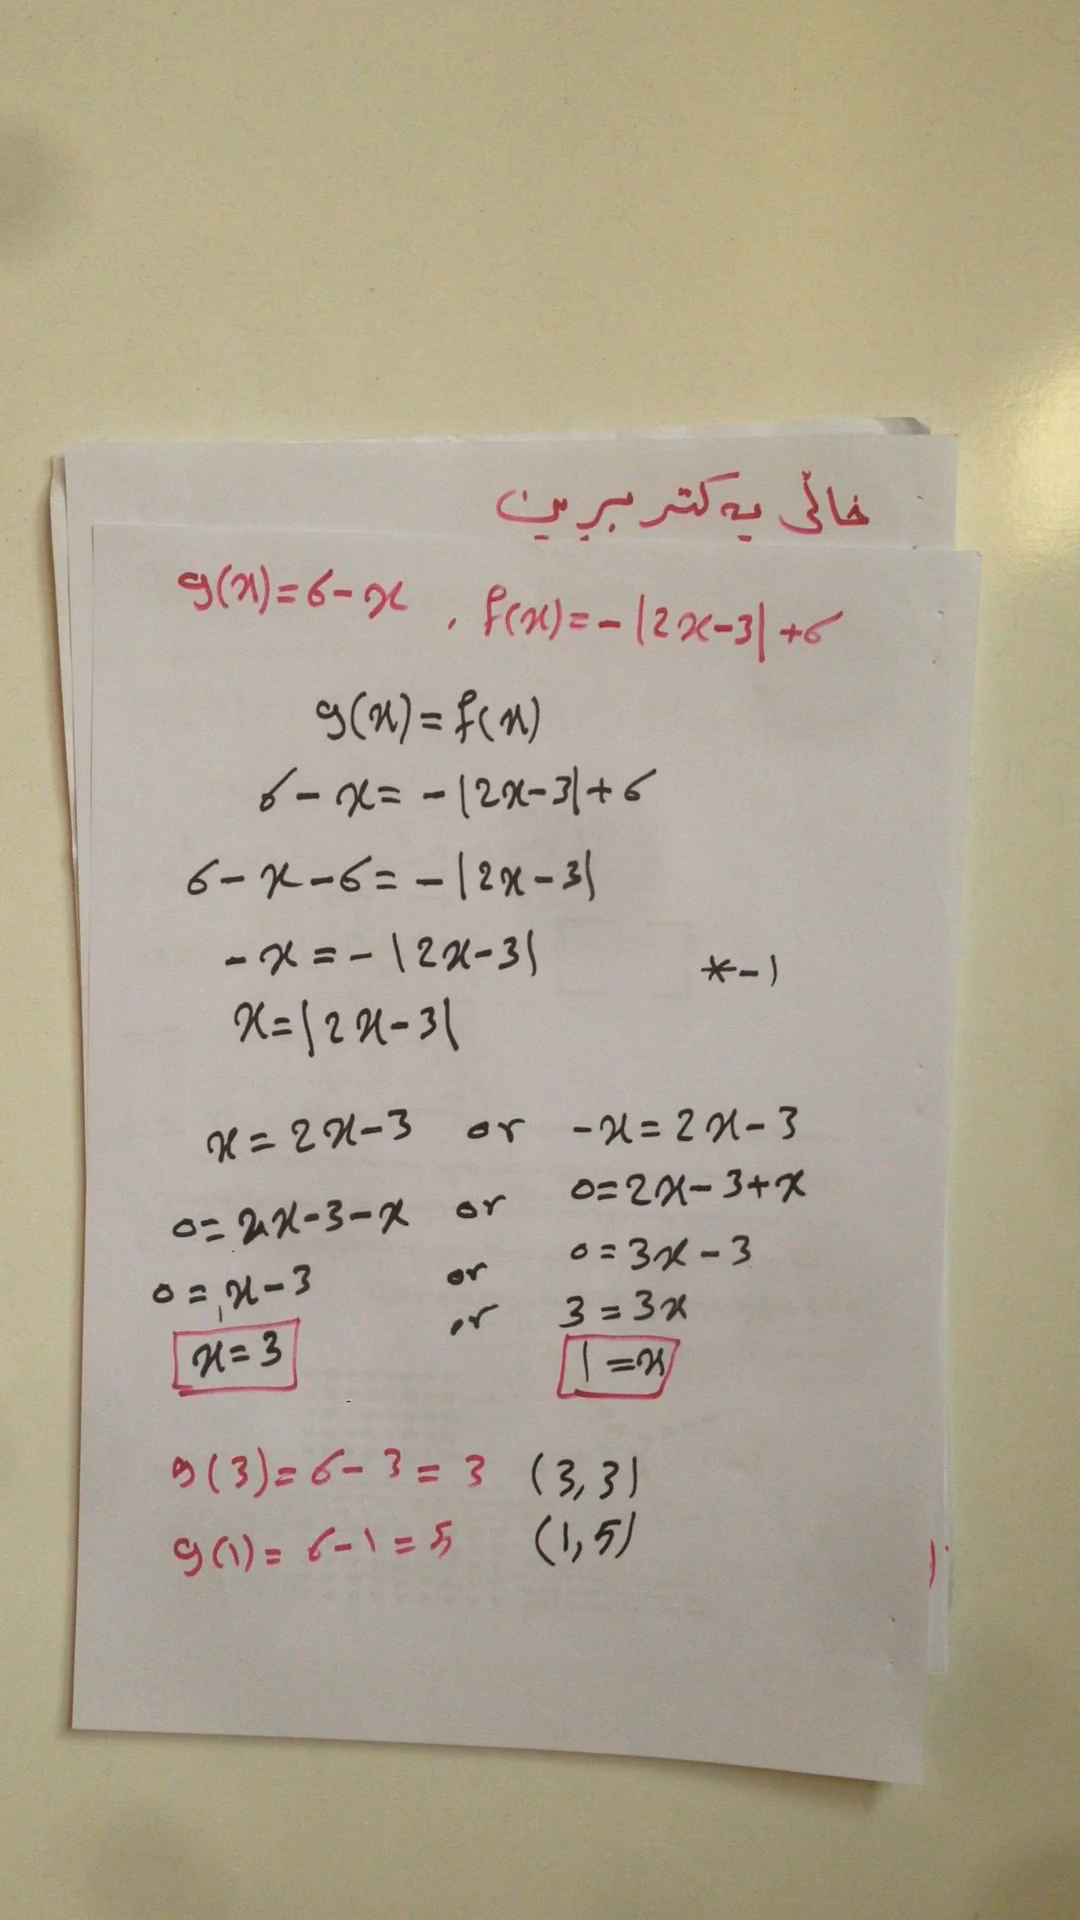 خاڵی یەکتر بڕین
g(x)=6-x , f(x)=-|2x-3|+6
g(x)=f(x)
6-x=-|2x-3|+6
6-x-6=-|2x-3|
-x=-|2x-3| *-1
x=|2x-3|
x=2x-3 or -x=2x-3
0=2x-3-x or 0=2x-3+x
0=x-3 or 0=3x-3
or 3=3x
x=3 1=x
g(3)=6-3=3 (3,3)
g(1)=6-1=5 (1,5)